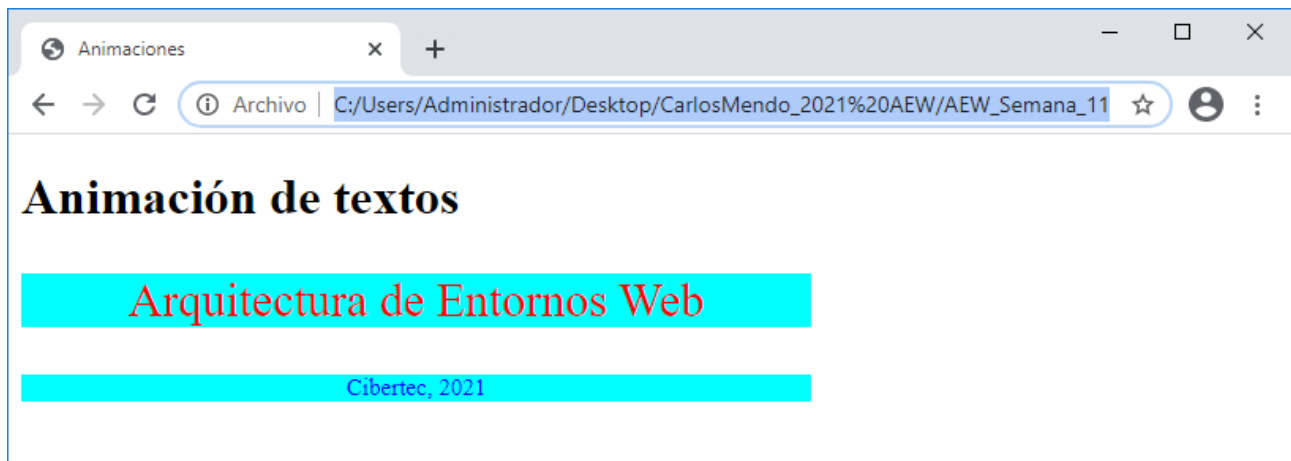 Animaciones
Archivo C:/Users/Administrador/Desktop/CarlosMendo_2021%20AEW/AEW_Semana_11
Animación de textos
Arquitectura de Entornos Web
Cibertec, 2021